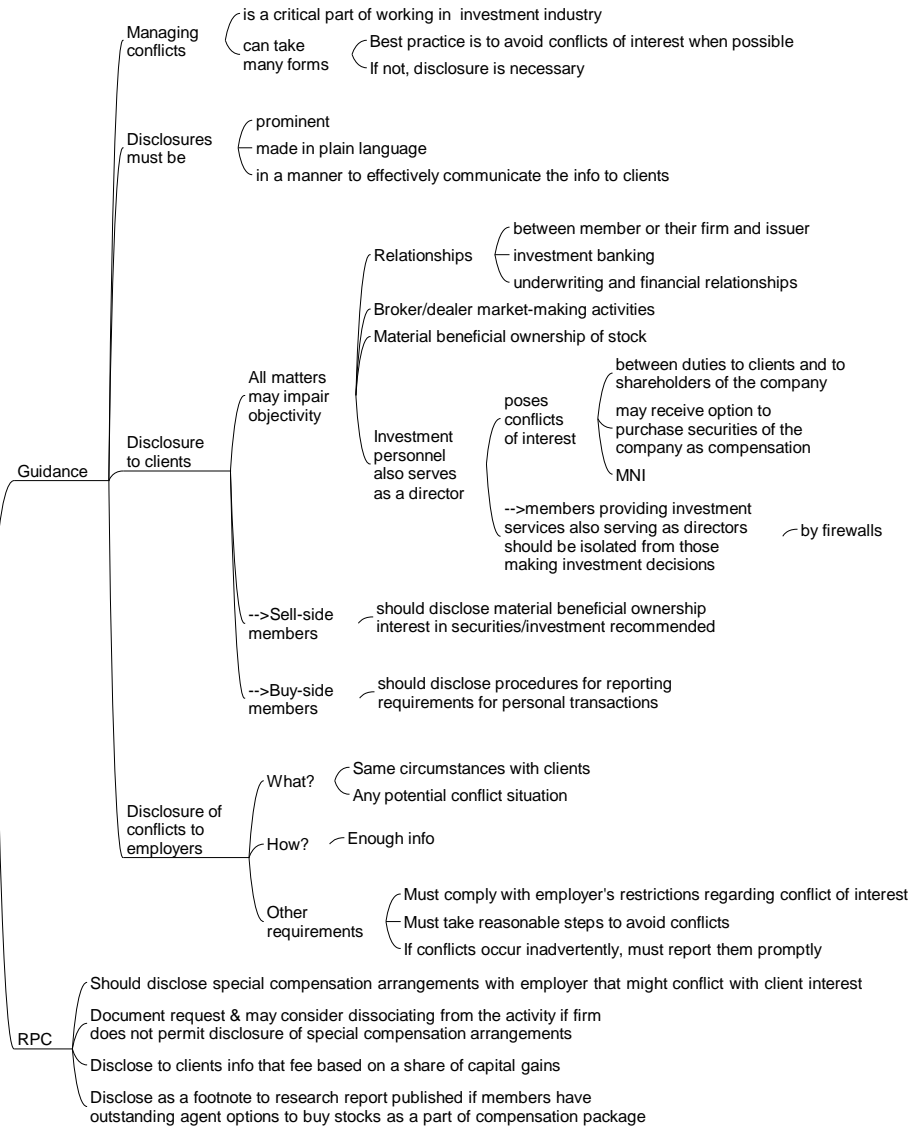 Guidance
Managing
conflicts
is a critical part of working in  investment industry
can take
many forms
Best practice is to avoid conflicts of interest when possible
If not, disclosure is necessary
Disclosures
must be
prominent
made in plain language
in a manner to effectively communicate the info to clients
Disclosure
to clients
All matters
may impair
objectivity
Relationships
between member or their firm and issuer
investment banking
underwriting and financial relationships
Broker/dealer market-making activities
Material beneficial ownership of stock
Investment
personnel
also serves
as a director
poses
conflicts
of interest
between duties to clients and to
shareholders of the company
may receive option to
purchase securities of the
company as compensation
MNI
-->members providing investment
services also serving as directors
should be isolated from those
making investment decisions
by firewalls
-->Sell-side
members
should disclose material beneficial ownership
interest in securities/investment recommended
-->Buy-side
members
should disclose procedures for reporting
requirements for personal transactions
Disclosure of
conflicts to
employers
What?
Same circumstances with clients
Any potential conflict situation
How?
Enough info
Other
requirements
Must comply with employer's restrictions regarding conflict of interest
Must take reasonable steps to avoid conflicts
If conflicts occur inadvertently, must report them promptly
RPC
Should disclose special compensation arrangements with employer that might conflict with client interest
Document request & may consider dissociating from the activity if firm
does not permit disclosure of special compensation arrangements
Disclose to clients info that fee based on a share of capital gains
Disclose as a footnote to research report published if members have
outstanding agent options to buy stocks as a part of compensation package